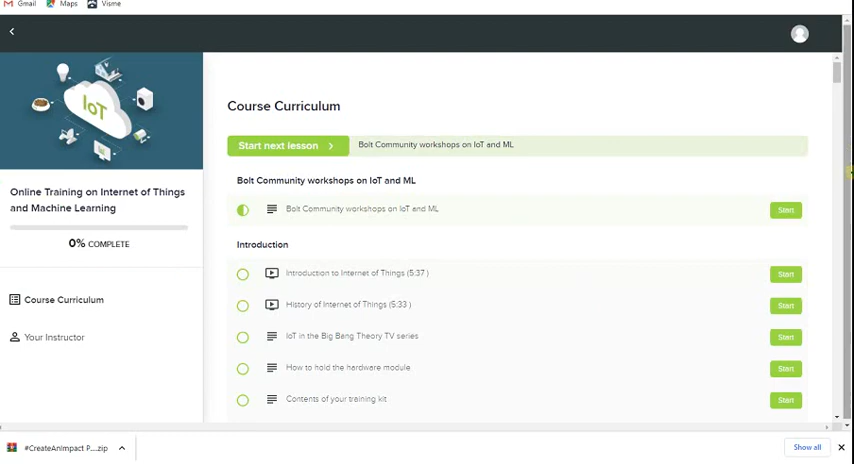 Gmail Maps Visme
IoT
Online Training on Internet of Things
and Machine Learning
0% COMPLETE
Course Curriculum
Your Instructor
Course Curriculum
Start next lesson Bolt Community workshops on IoT and ML
Bolt Community workshops on IoT and ML
Bolt Community workshops on IoT and ML Start
Introduction
Introduction to Internet of Things (5:37 ) Start
History of Internet of Things (5:33 ) Start
IoT in the Big Bang Theory TV series Start
How to hold the hardware module Start
Contents of your training kit Start
#CreateAnImpact P....zip Show all